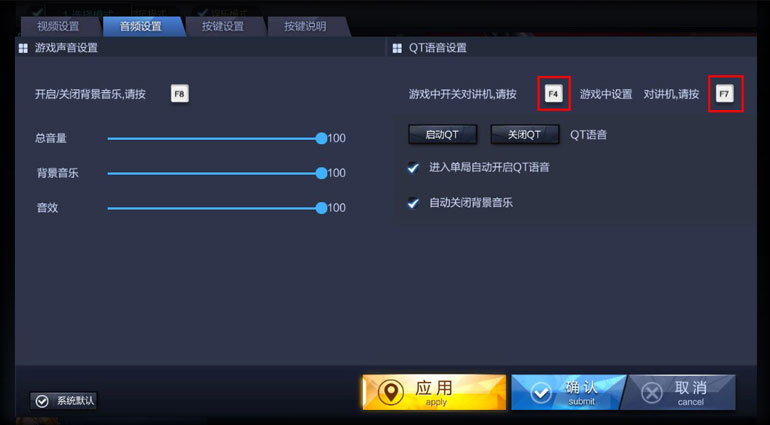 视频设置 音频设置 按键设置 按键说明
游戏声音设置
开启/关闭背景音乐,请按 F8
总音量 100
背景音乐 100
音效 100
QT语音设置
游戏中开关对讲机,请按 F4 游戏中设置 对讲机,请按 F7
启动QT 关闭QT QT语音
进入单局自动开启QT语音
自动关闭背景音乐
系统默认
应用
apply
确认
submit
取消
cancel